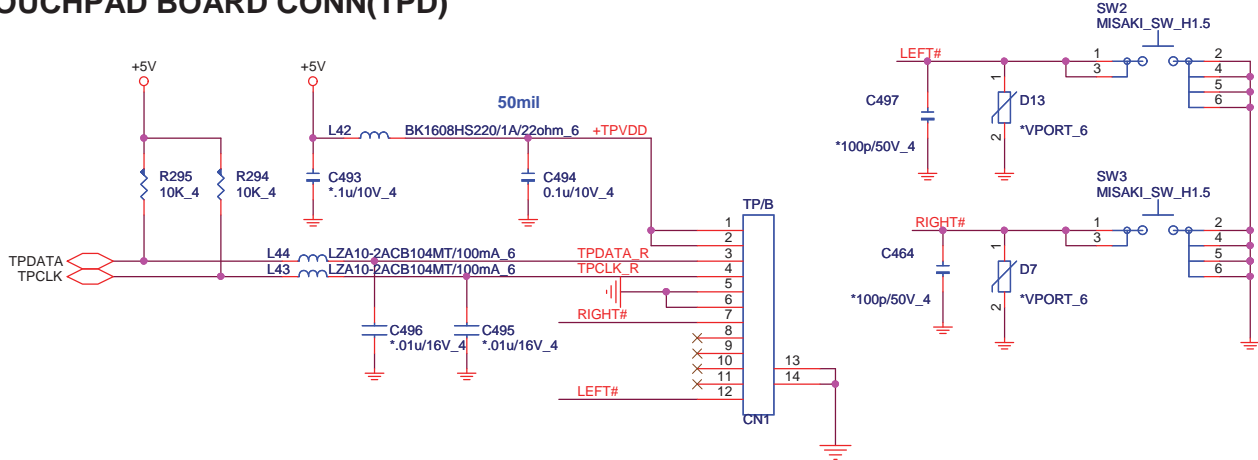 OUCHPAD BOARD CONN(TPD)
+5V
+5V
50mil
L42
BK1608HS220/1A/22ohm_6
+TPVDD
R295
10K_4
R294
10K_4
C493
*.1u/10V_4
C494
0.1u/10V_4
TPDATA
TPCLK
L44
LZA10-2ACB104MT/100mA_6
TPDATA_R
L43
LZA10-2ACB104MT/100mA_6
TPCLK_R
C496
*.01u/16V_4
C495
*.01u/16V_4
RIGHT#
LEFT#
TP/B
1
2
3
4
5
6
7
8
9
10
11
12
13
14
CN1
SW2
MISAKI_SW_H1.5
LEFT#
1
3
2
4
5
6
C497
*100p/50V_4
1
2
D13
*VPORT_6
SW3
MISAKI_SW_H1.5
RIGHT#
1
3
2
4
5
6
C464
*100p/50V_4
1
2
D7
*VPORT_6